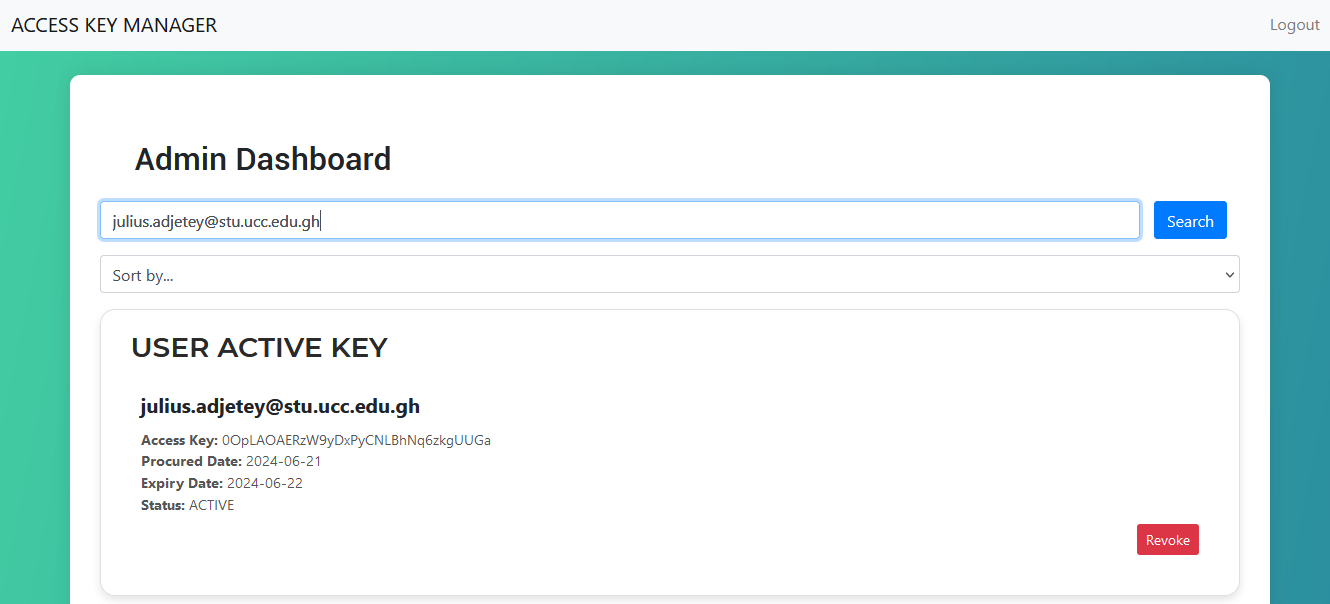 ACCESS KEY MANAGER
Logout
Admin Dashboard
julius.adjetey@stu.ucc.edu.gh
Search
Sort by...
USER ACTIVE KEY
julius.adjetey@stu.ucc.edu.gh
Access Key: 0OpLAOAERzW9yDxPyCNLBhNq6zkgUUGa
Procured Date: 2024-06-21
Expiry Date: 2024-06-22
Status: ACTIVE
Revoke